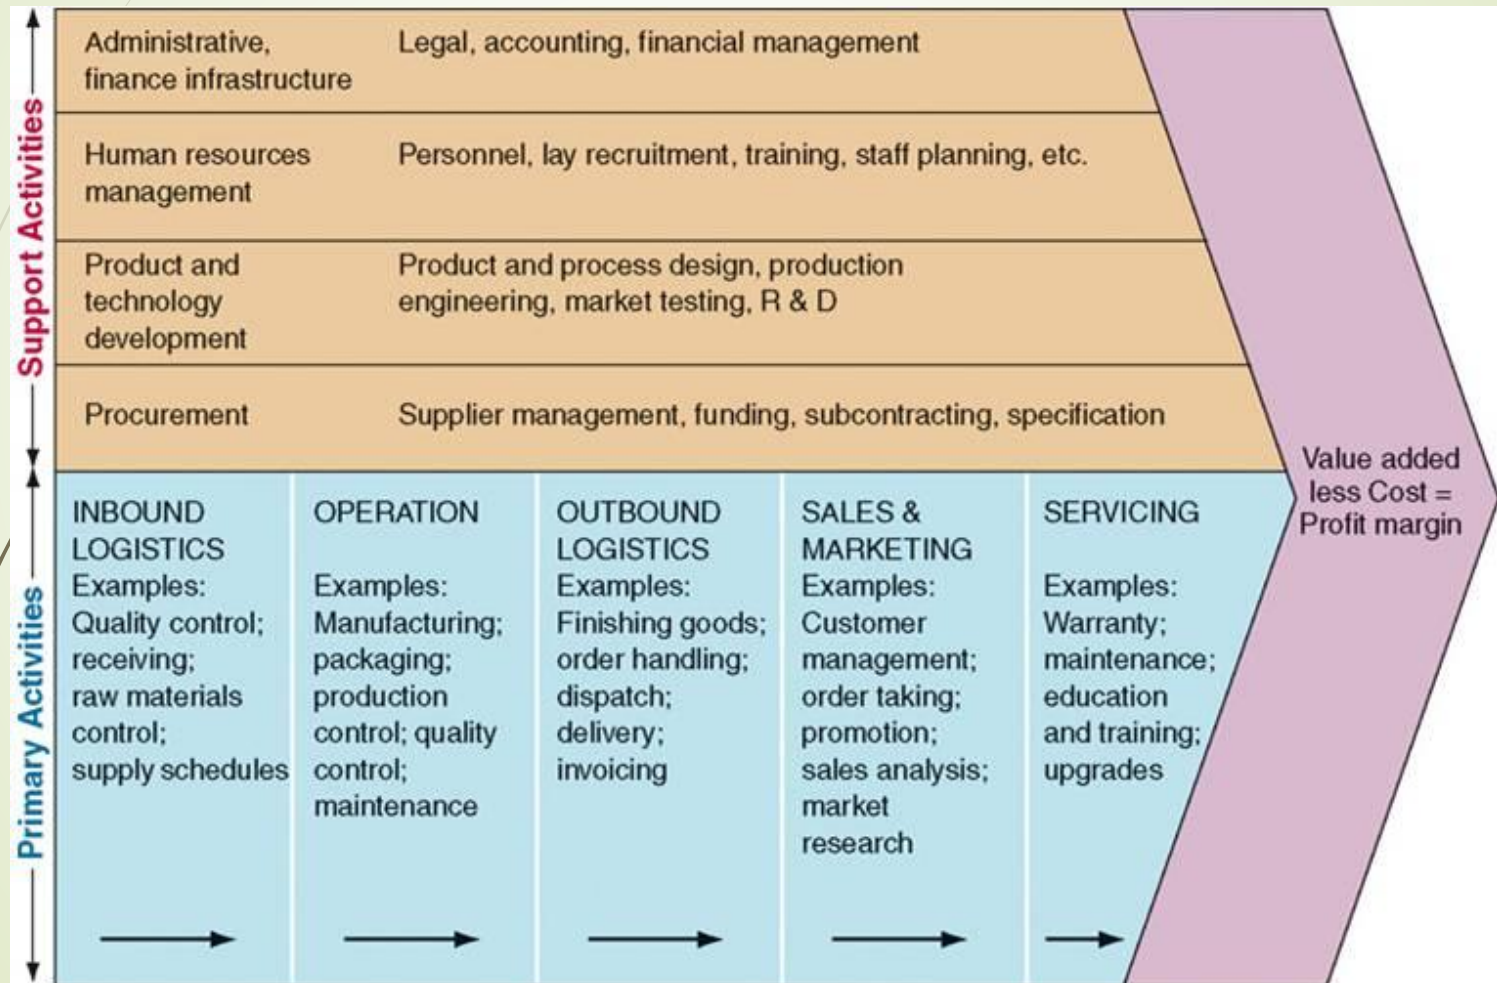 Support Activities
Administrative,
finance infrastructure
Legal, accounting, financial management
Human resources
management
Personnel, lay recruitment, training, staff planning, etc.
Product and
technology
development
Product and process design, production
engineering, market testing, R & D
Procurement
Supplier management, funding, subcontracting, specification
Primary Activities
INBOUND
LOGISTICS
Examples:
Quality control;
receiving;
raw materials
control;
supply schedules
OPERATION
Examples:
Manufacturing;
packaging;
production
control; quality
control;
maintenance
OUTBOUND
LOGISTICS
Examples:
Finishing goods;
order handling;
dispatch;
delivery;
invoicing
SALES &
MARKETING
Examples:
Customer
management;
order taking;
promotion;
sales analysis;
market
research
SERVICING
Examples:
Warranty;
maintenance;
education
and training;
upgrades
Value added
less Cost =
Profit margin